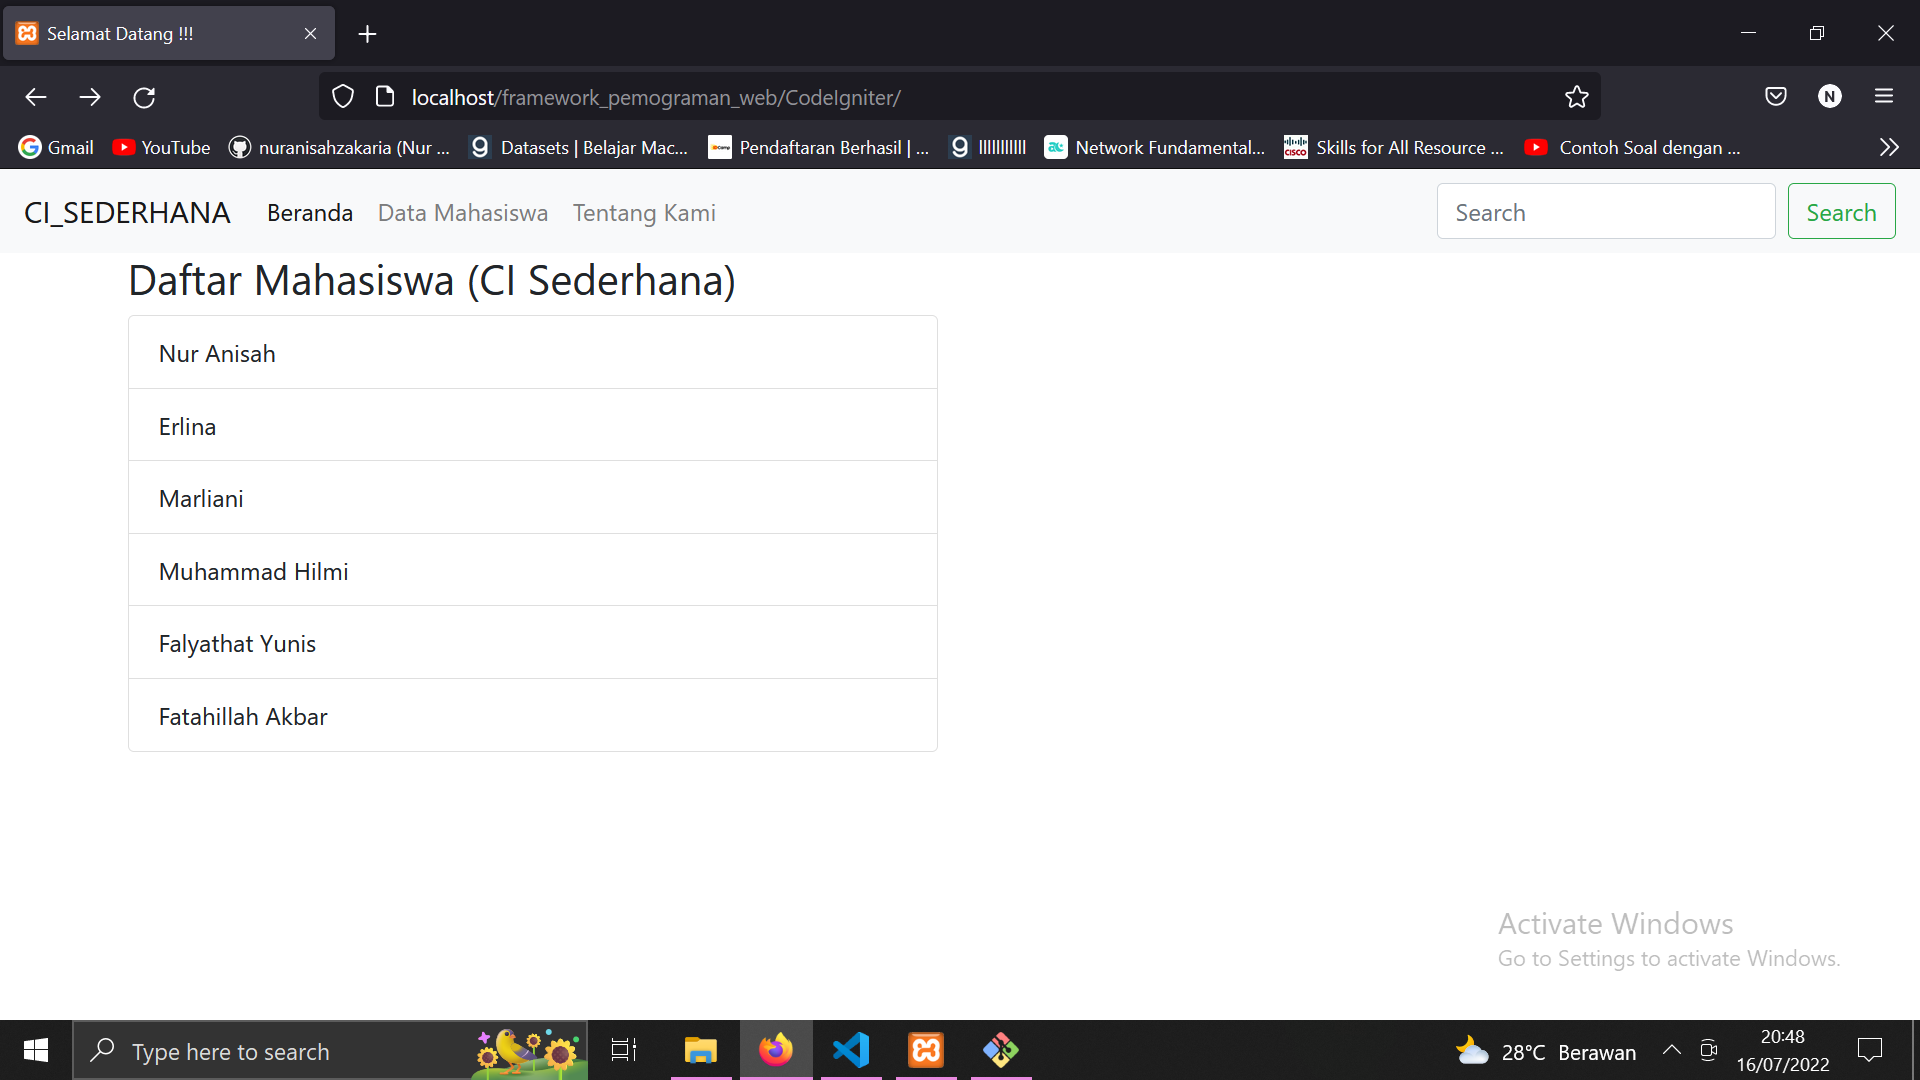 Selamat Datang !!!
localhost/framework_pemograman_web/CodeIgniter/
N
Gmail YouTube nuranisahzakaria (Nur ... Datasets | Belajar Mac... Pendaftaran Berhasil | ... llllllllll Network Fundamental... Skills for All Resource ... Contoh Soal dengan ...
CI_SEDERHANA Beranda Data Mahasiswa Tentang Kami Search Search
Daftar Mahasiswa (CI Sederhana)
Nur Anisah
Erlina
Marliani
Muhammad Hilmi
Falyathat Yunis
Fatahillah Akbar
Activate Windows
Go to Settings to activate Windows.
Type here to search 28°C Berawan 20:48
16/07/2022